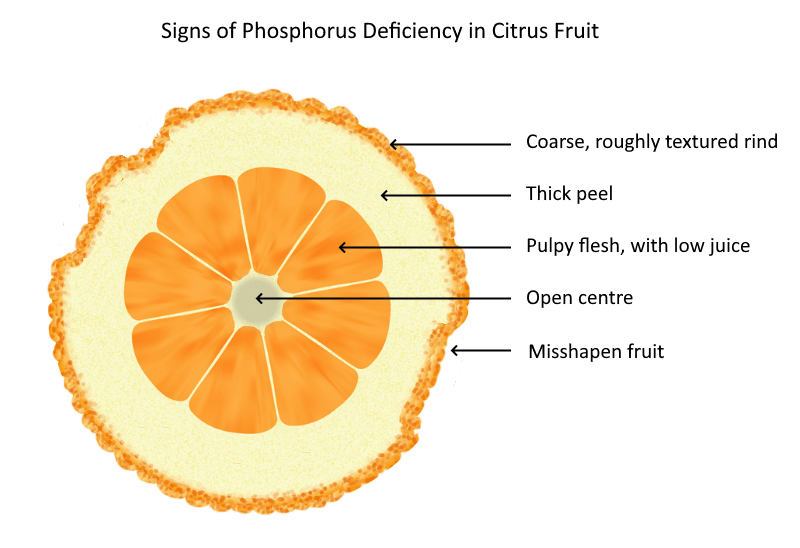 Signs of Phosphorus Deficiency in Citrus Fruit
Coarse, roughly textured rind
Thick peel
Pulpy flesh, with low juice
Open centre
Misshapen fruit